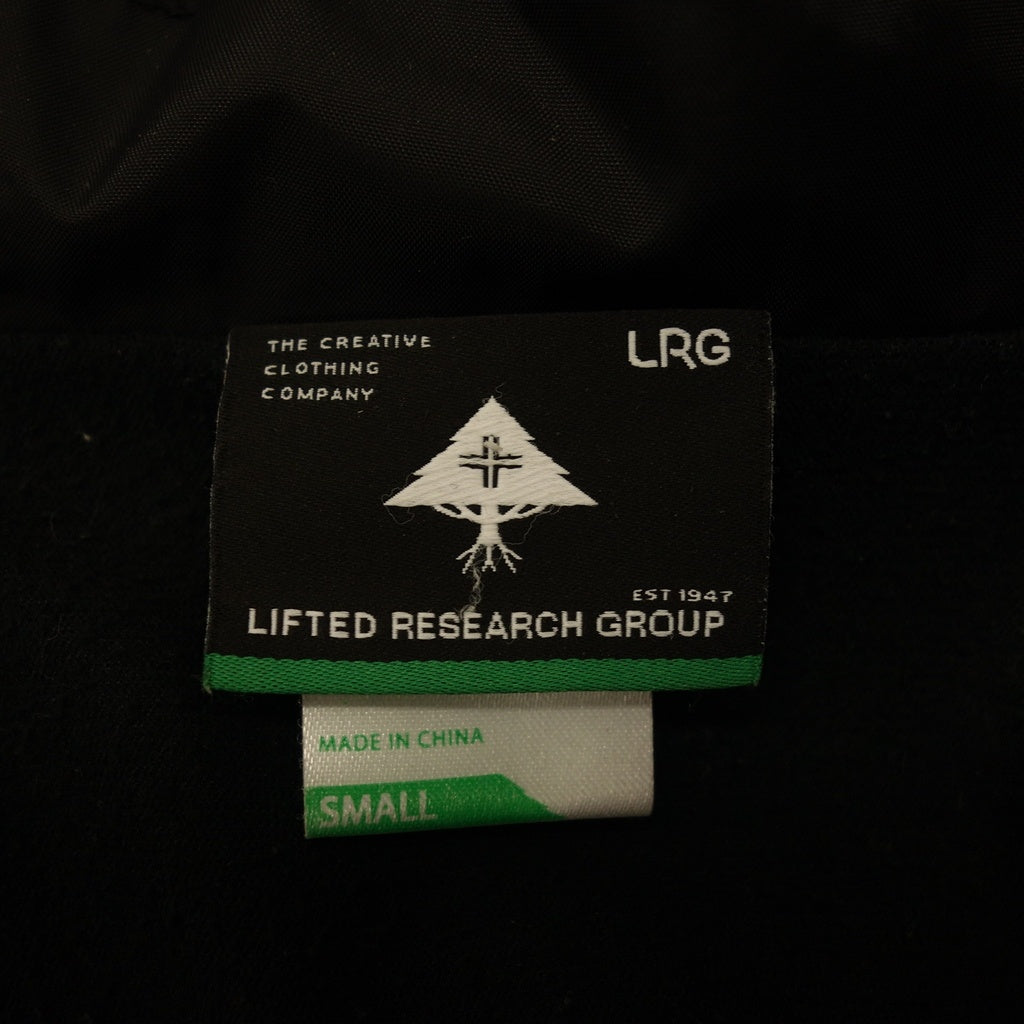 THE CREATIVE
CLOTHING
COMPANY
LRG
EST 1947
LIFTED RESEARCH GROUP
MADE IN CHINA
SMALL